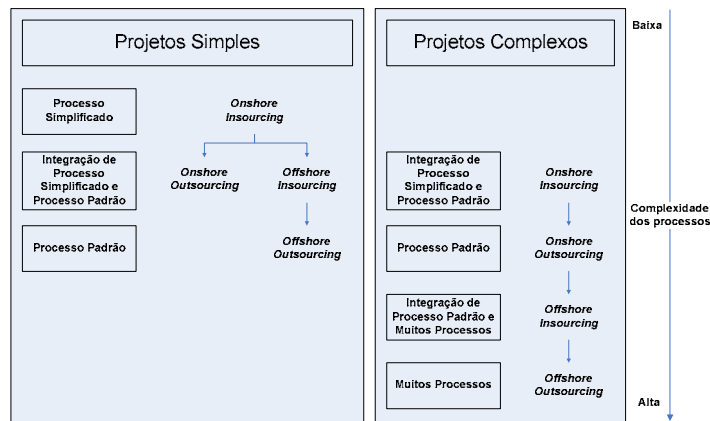 Projetos Simples
Processo
Simplificado
Onshore
Insourcing
Integração de
Processo
Simplificado e
Processo Padrão
Onshore
Outsourcing
Offshore
Insourcing
Processo Padrão
Offshore
Outsourcing
Projetos Complexos
Integração de
Processo
Simplificado e
Processo Padrão
Onshore
Insourcing
Processo Padrão
Onshore
Outsourcing
Integração de
Processo Padrão e
Muitos Processos
Offshore
Insourcing
Muitos Processos
Offshore
Outsourcing
Baixa
Complexidade
dos processos
Alta